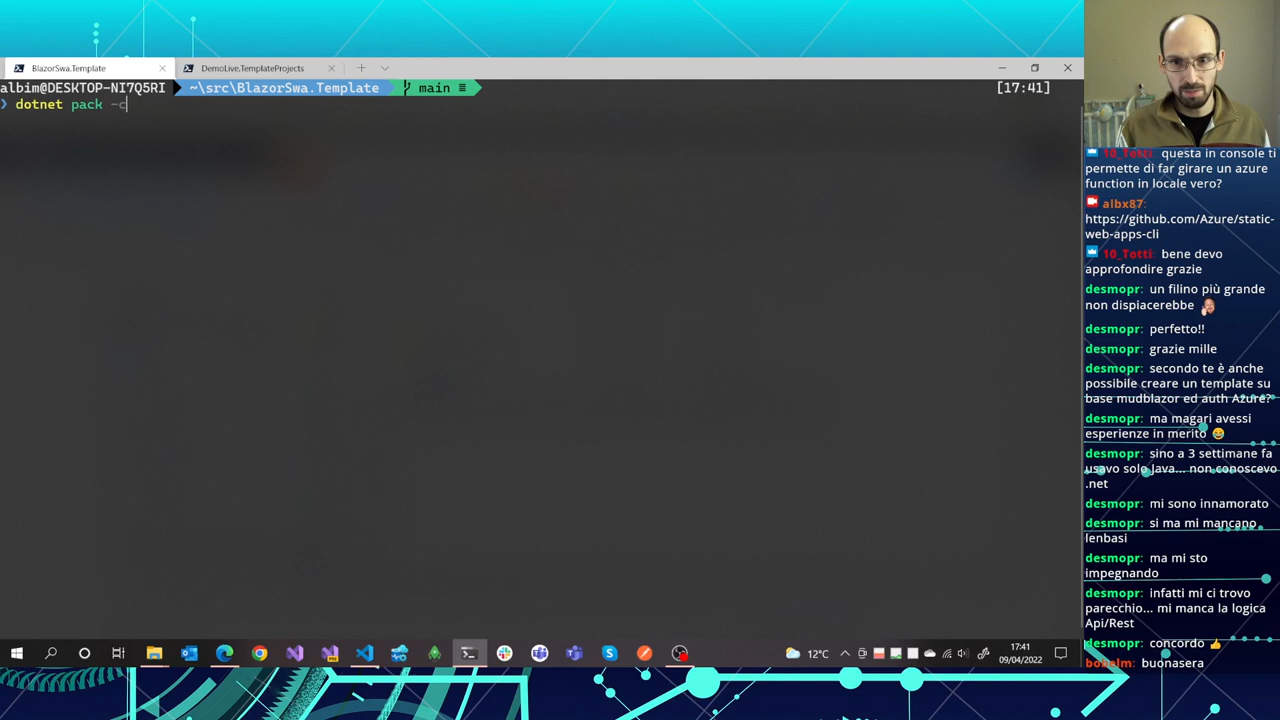 BlazorSwa.Template
DemoLive.TemplateProjects
albim@DESKTOP-NI7Q5RI ~\src\BlazorSwa.Template main ≡ [17:41]
❯ dotnet pack -c
10_Totti: questa in console ti
permette di far girare un azure
function in locale vero?
albx87:
https://github.com/Azure/static-
web-apps-cli
10_Totti: bene devo
approfondire grazie
desmopr: un filino più grande
non dispiacerebbe
desmopr: perfetto!!
desmopr: grazie mille
desmopr: secondo te è anche
possibile creare un template su
base mudblazor ed auth Azure?
desmopr: ma magari avessi
esperienze in merito
desmopr: sino a 3 settimane fa
usavo solo Java... non conoscevo
.net
desmopr: mi sono innamorato
desmopr: si ma mi mancano
lenbasi
desmopr: ma mi sto
impegnando
desmopr: infatti mi ci trovo
parecchio... mi manca la logica
Api/Rest
desmopr: concordo
bobelm: buonasera
12°C
17:41
09/04/2022